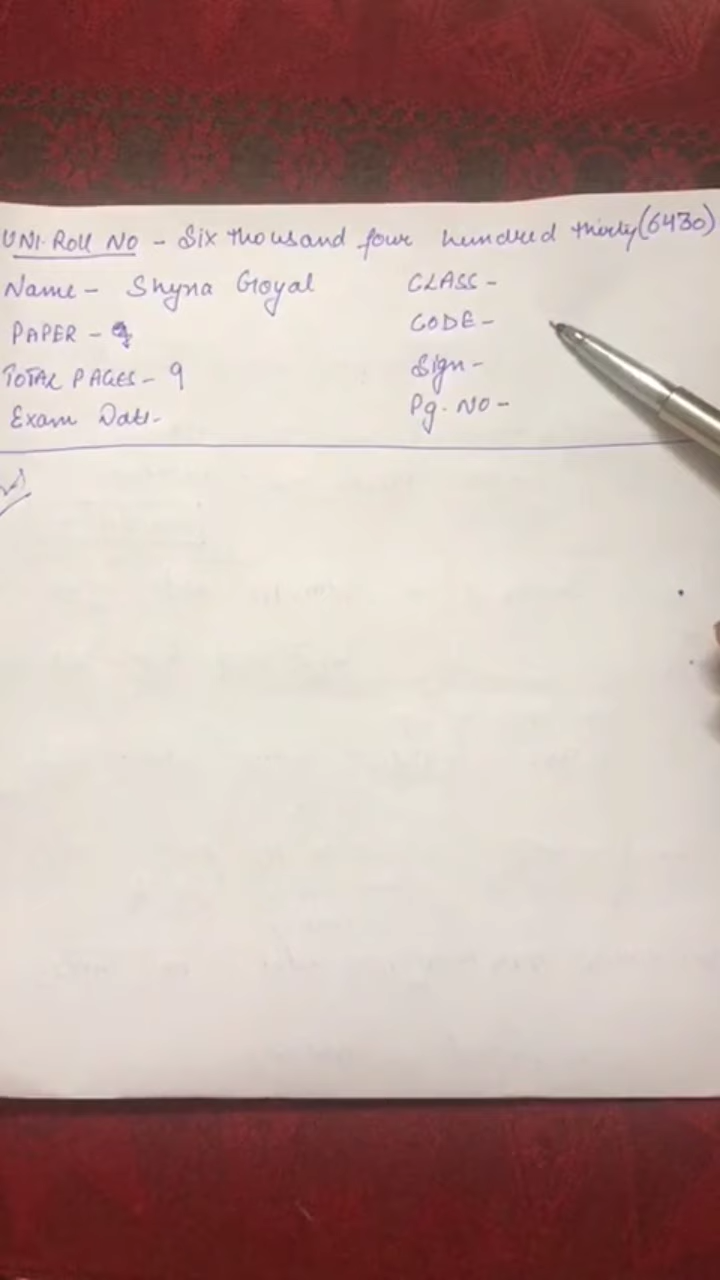 UNI. Roll NO - Six thousand four hundred thirty (6430)
Name - Shyna Goyal
CLASS -
PAPER -
CODE -
TOTAL PAGES - 9
Sign -
Exam Date -
Pg. NO -